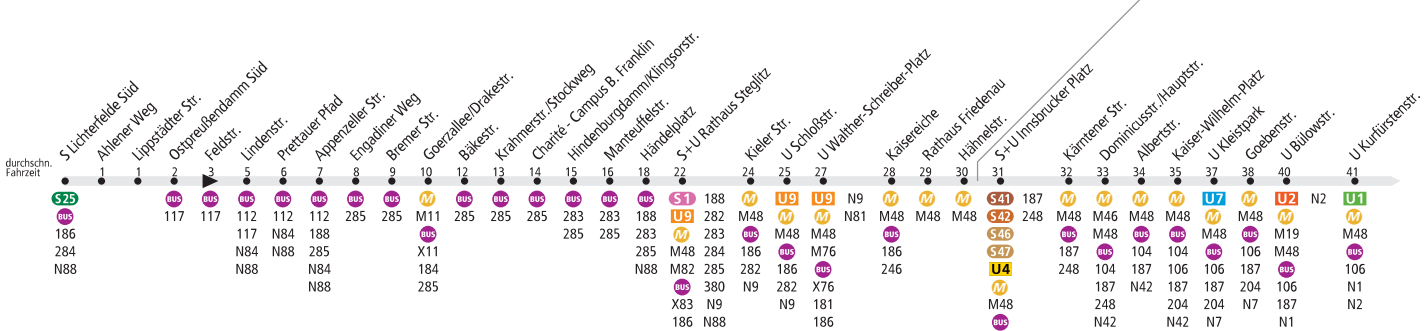 durchschn.
Fahrzeit
S Lichterfelde Süd
Ahlener Weg
Lippstädter Str.
Ostpreußendamm Süd
Feldstr.
Lindenstr.
Prettauer Pfad
Appenzeller Str.
Engadiner Weg
Bremer Str.
Goerzallee/Drakestr.
Bäkestr.
Krahmerstr./Stockweg
Charité - Campus B. Franklin
Hindenburgdamm/Klingsorstr.
Manteuffelstr.
Händelplatz
S+U Rathaus Steglitz
Kieler Str.
U Schloßstr.
U Walther-Schreiber-Platz
Kaisereiche
Rathaus Friedenau
Hähnelstr.
S+U Innsbrucker Platz
Kärntener Str.
Dominicusstr./Hauptstr.
Albertstr.
Kaiser-Wilhelm-Platz
U Kleistpark
Goebenstr.
U Bülowstr.
U Kurfürstenstr.
1 1 2 3 5 6 7 8 9 10 12 13 14 15 16 18 22 24 25 27 28 29 30 31 32 33 34 35 37 38 40 41
S25
BUS
186
284
N88
BUS
117
BUS
117
BUS
112
117
N84
N88
BUS
112
N84
N88
BUS
112
188
285
N84
N88
BUS
285
BUS
285
M
M11
BUS
X11
184
285
BUS
285
BUS
285
BUS
285
BUS
283
285
BUS
283
285
BUS
188
283
285
N88
S1 188
U9 282
M 283
M48 284
M82 285
BUS 380
X83 N9
186 N88
M
M48
BUS
186
282
N9
U9
M
M48
BUS
186
282
N9
U9 N9
M N81
M48
M76
BUS
X76
181
186
M
M48
BUS
186
246
M
M48
M
M48
S41 187
S42 248
S46
S47
U4
M
M48
BUS
M
M48
BUS
187
248
M
M46
M48
BUS
104
187
248
N42
M
M48
BUS
104
187
N42
M
M48
BUS
104
106
187
204
N42
U7
M
M48
BUS
106
187
204
N7
M
M48
BUS
106
187
204
N7
U2 N2
M
M19
M48
BUS
106
187
N1
U1
M
M48
BUS
106
N1
N2